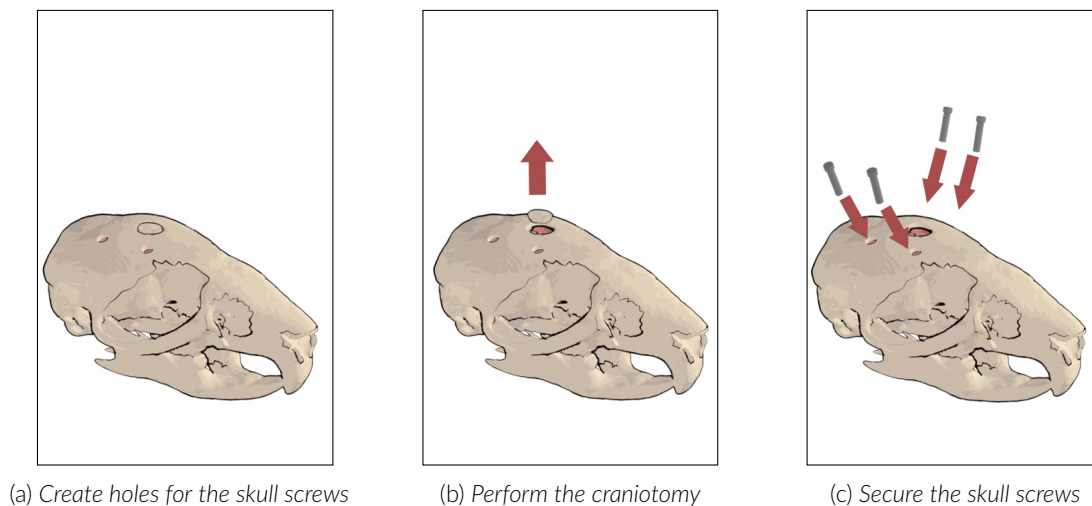 (a) Create holes for the skull screws
(b) Perform the craniotomy
(c) Secure the skull screws